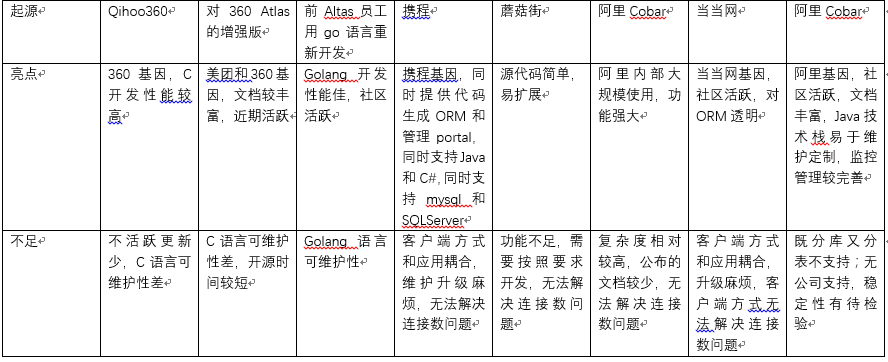 起源
Qihoo360
对 360 Atlas
的增强版
前 Altas 员工
用 go 语言重
新开发
携程
蘑菇街
阿里 Cobar
当当网
阿里 Cobar
亮点
360 基因，C
开发性能较
高
美团和360基
因，文档较丰
富，近期活跃
Golang 开发
性能佳，社区
活跃
携程基因，同
时提供代码
生成 ORM 和
管理 portal，
同时支持Java
和 C#,同时支
持 mysql 和
SQLServer
源代码简单，
易扩展
阿里内部大
规模使用，功
能强大
当当网基因，
社区活跃，对
ORM 透明
阿里基因，社
区活跃，文档
丰富，Java 技
术栈易于维
护定制，监控
管理较完善
不足
不活跃更新
少，C 语言可
维护性差
C 语言可维护
性差，开源时
间较短
Golang 语言
可维护性
客户端方式
和应用耦合，
维护升级麻
烦，无法解决
连接数问题
功能不足，需
要按照要求
开发，无法解
决连接数问
题
复杂度相对
较高，公布的
文档较少，无
法解决连接
数问题
客户端方式
和应用耦合，
升级麻烦，客
户端方式无
法解决连接
数问题
既分库又分
表不支持；无
公司支持，稳
定性有待检
验